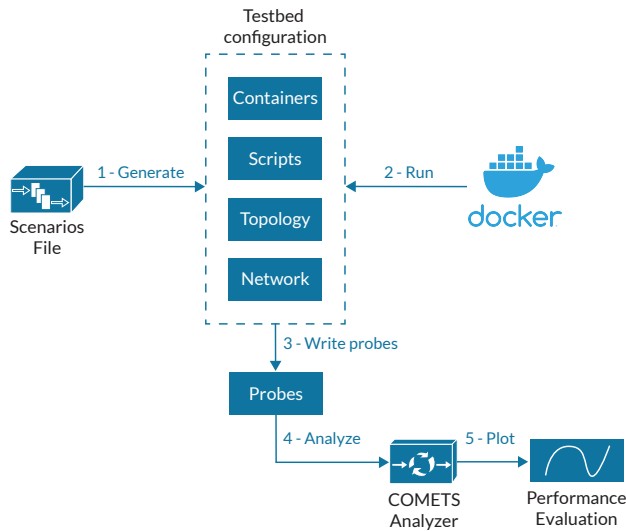 Testbed
configuration
Containers
1 - Generate
Scripts
2 - Run
Scenarios
File
Topology
docker
Network
3 - Write probes
Probes
4 - Analyze
5 - Plot
COMETS
Analyzer
Performance
Evaluation